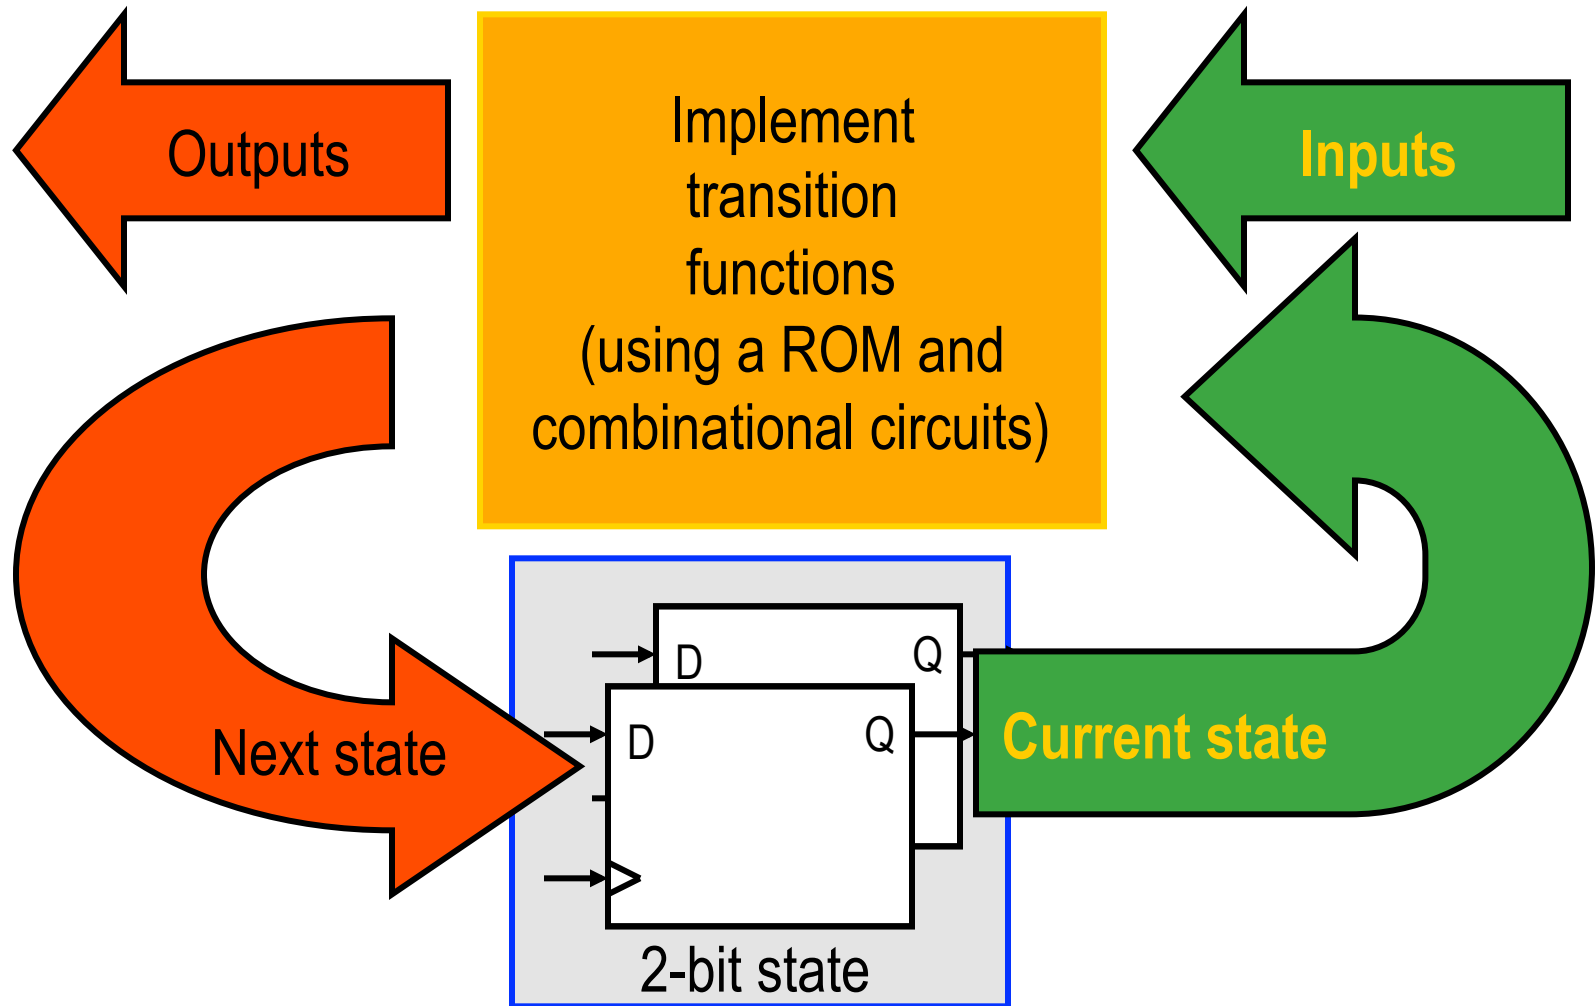 Outputs
Implement
transition
functions
(using a ROM and
combinational circuits)
Inputs
D
Q
D
Q
Next state
Current state
2-bit state